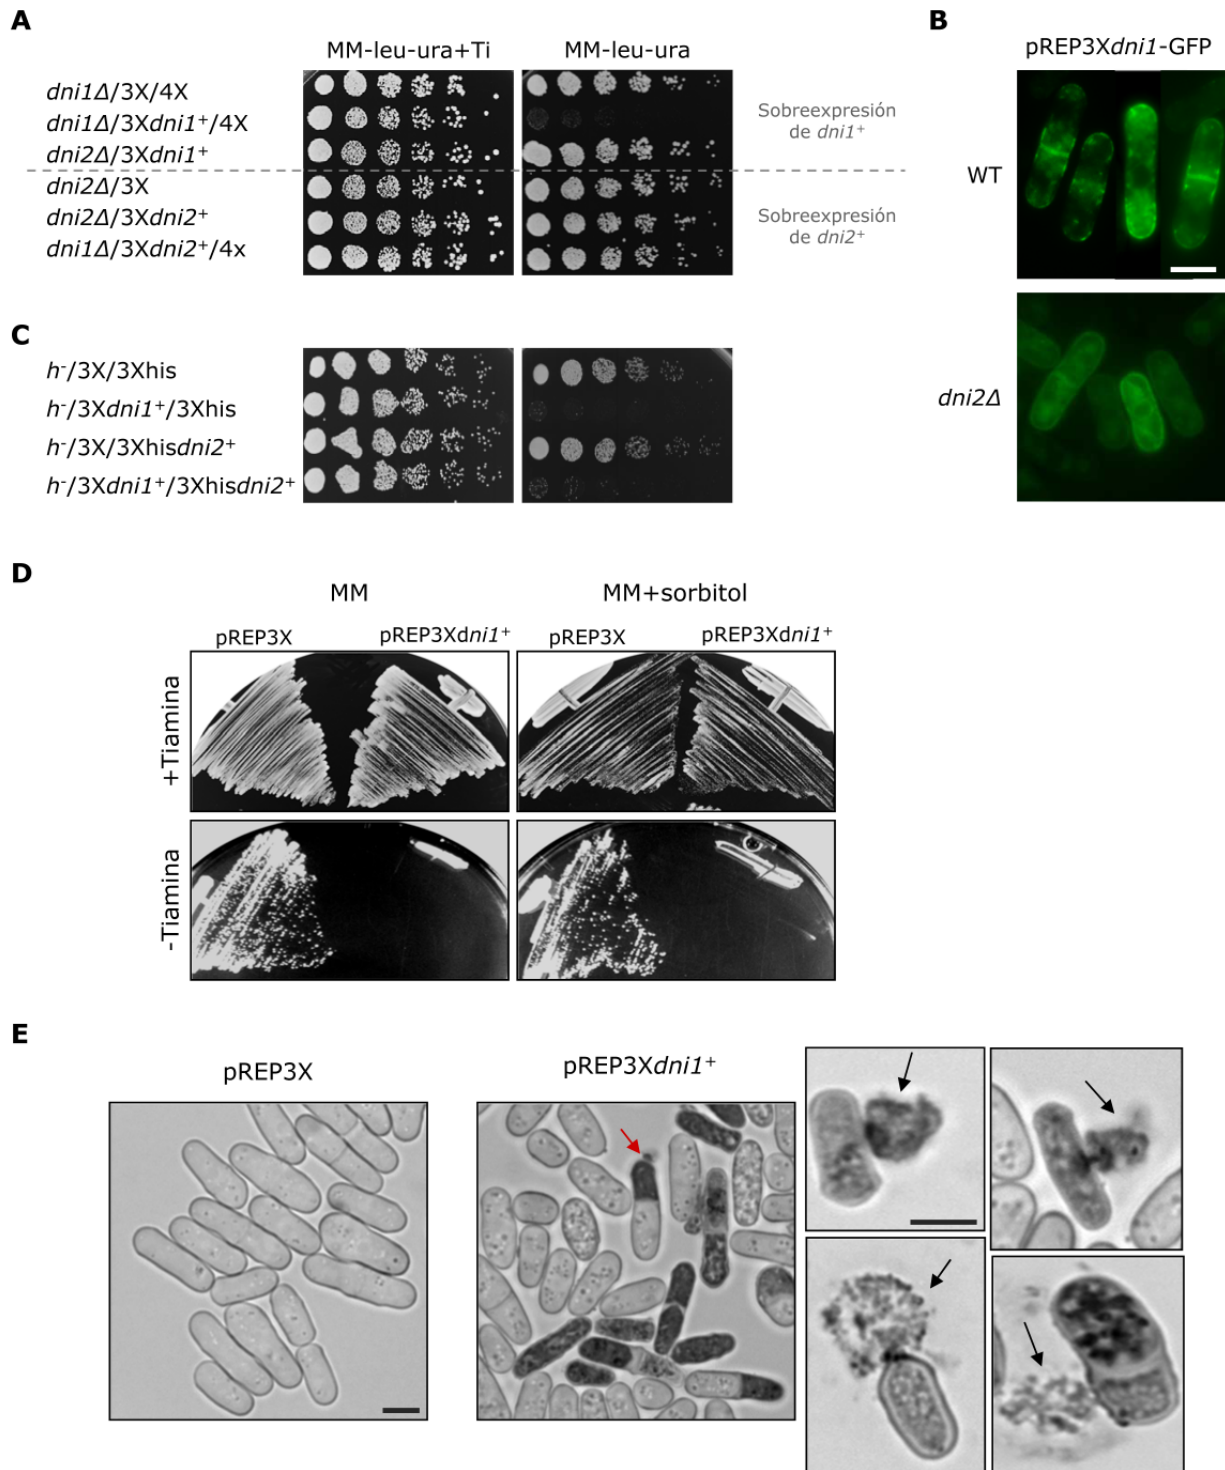 A
MM-leu-ura+Ti
MM-leu-ura
dni1Δ/3X/4X
dni1Δ/3Xdni1⁺/4X
dni2Δ/3Xdni1⁺
dni2Δ/3X
dni2Δ/3Xdni2⁺
dni1Δ/3Xdni2⁺/4x
Sobreexpresión
de dni1⁺
Sobreexpresión
de dni2⁺
B
pREP3Xdni1-GFP
WT
dni2Δ
C
h⁻/3X/3Xhis
h⁻/3Xdni1⁺/3Xhis
h⁻/3X/3Xhisdni2⁺
h⁻/3Xdni1⁺/3Xhisdni2⁺
D
MM
MM+sorbitol
pREP3X
pREP3Xdni1⁺
pREP3X
pREP3Xdni1⁺
+Tiamina
-Tiamina
E
pREP3X
pREP3Xdni1⁺